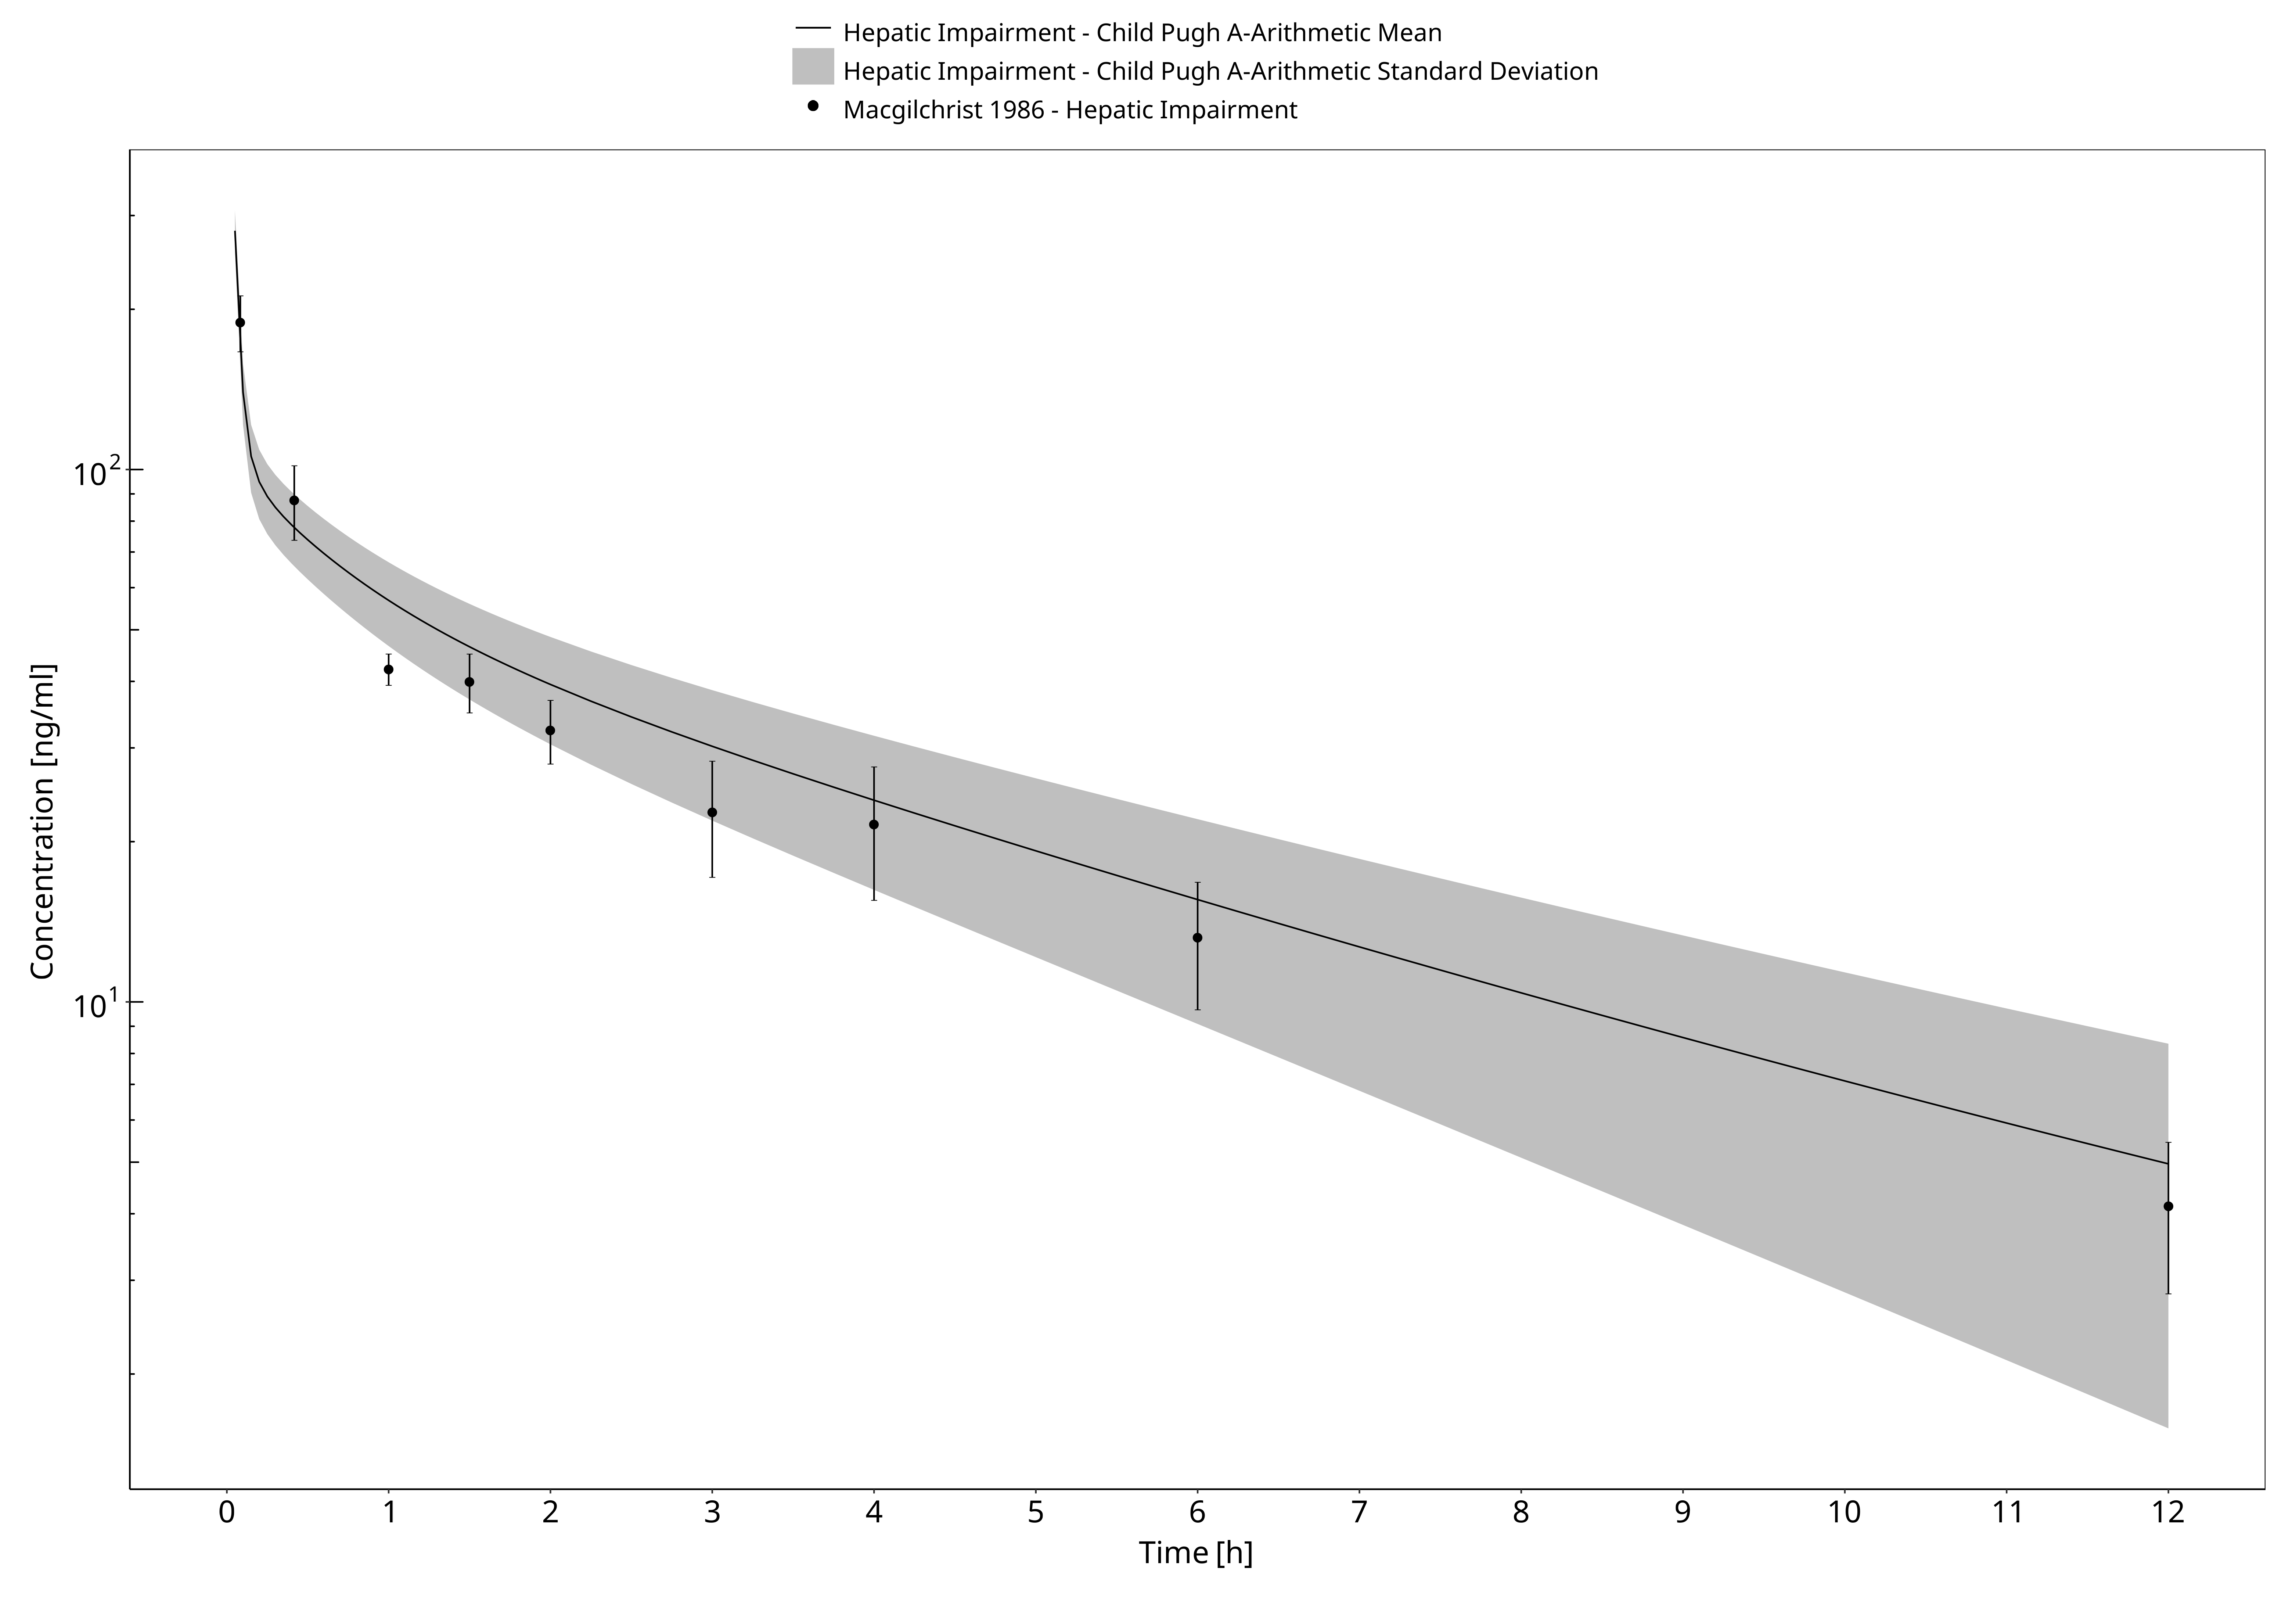 Hepatic Impairment - Child Pugh A-Arithmetic Mean
Hepatic Impairment - Child Pugh A-Arithmetic Standard Deviation
Macgilchrist 1986 - Hepatic Impairment
Concentration [ng/ml]
10²
10¹
0 1 2 3 4 5 6 7 8 9 10 11 12
Time [h]